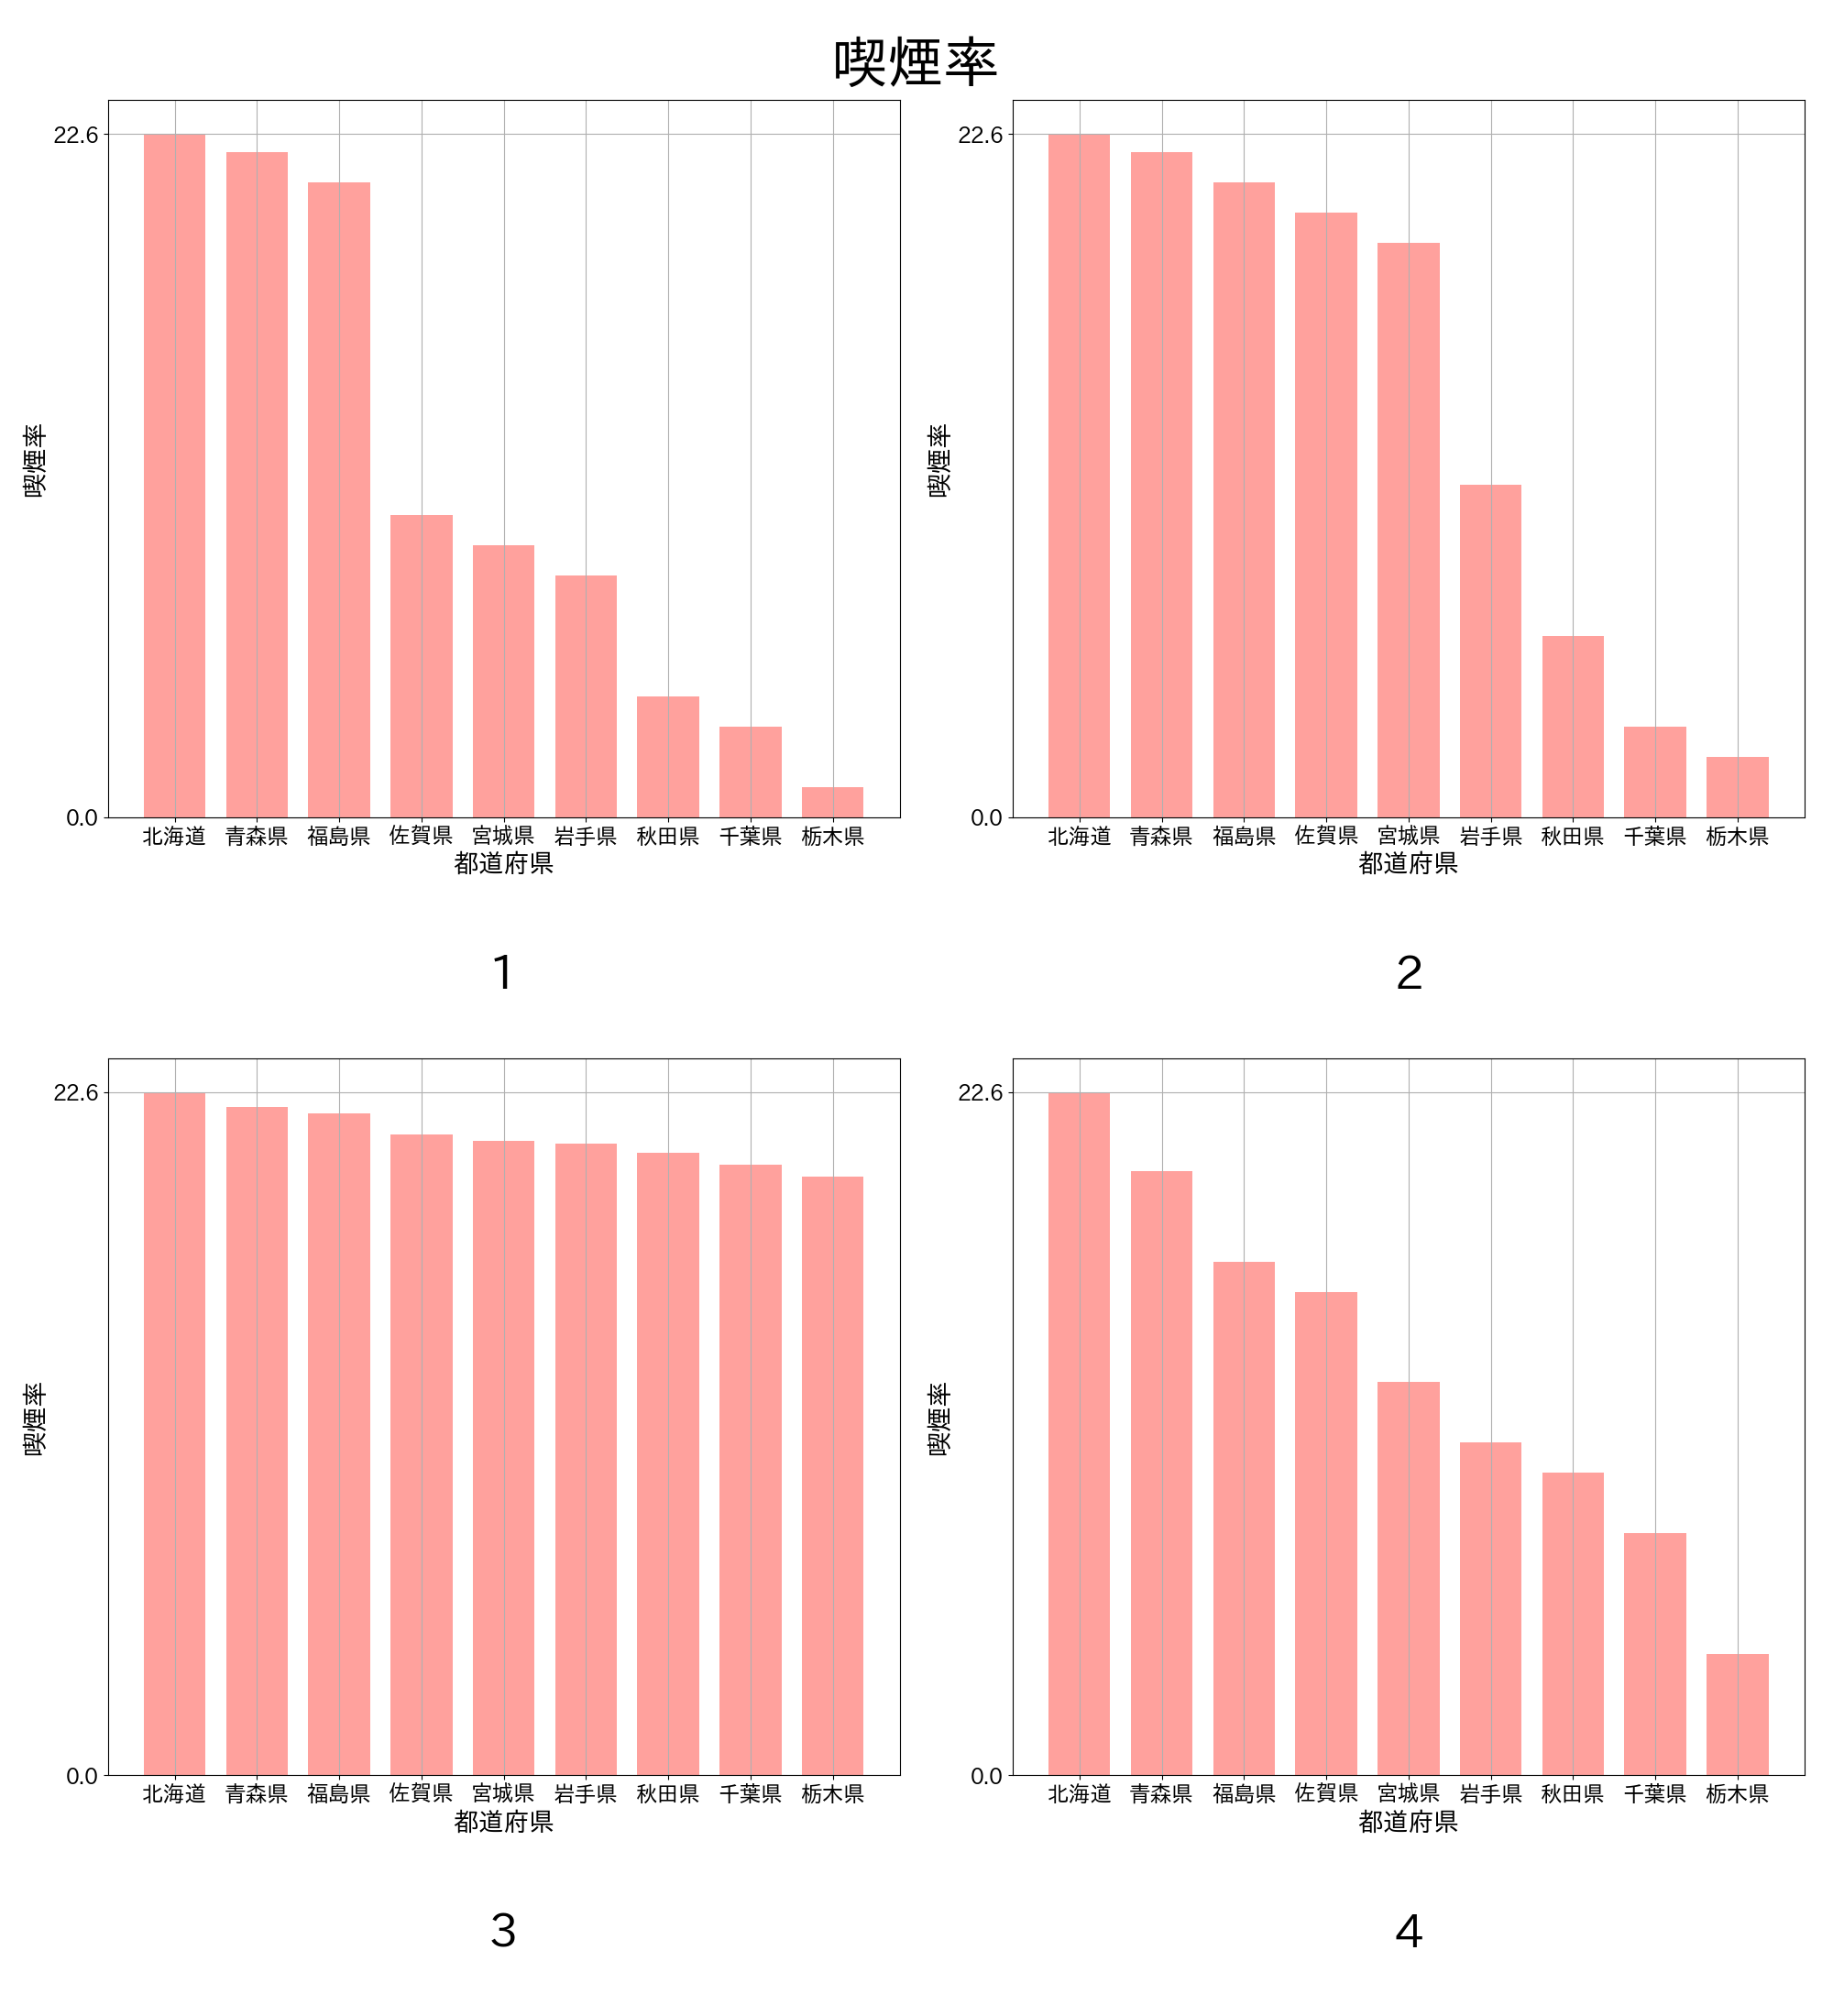 喫煙率
22.6
0.0
喫煙率
北海道 青森県 福島県 佐賀県 宮城県 岩手県 秋田県 千葉県 栃木県
都道府県
1
22.6
0.0
喫煙率
北海道 青森県 福島県 佐賀県 宮城県 岩手県 秋田県 千葉県 栃木県
都道府県
2
22.6
0.0
喫煙率
北海道 青森県 福島県 佐賀県 宮城県 岩手県 秋田県 千葉県 栃木県
都道府県
3
22.6
0.0
喫煙率
北海道 青森県 福島県 佐賀県 宮城県 岩手県 秋田県 千葉県 栃木県
都道府県
4